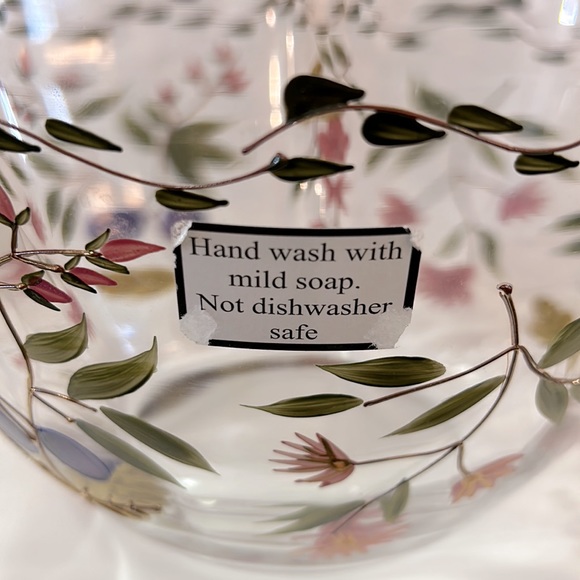 Hand wash with
mild soap.
Not dishwasher
safe